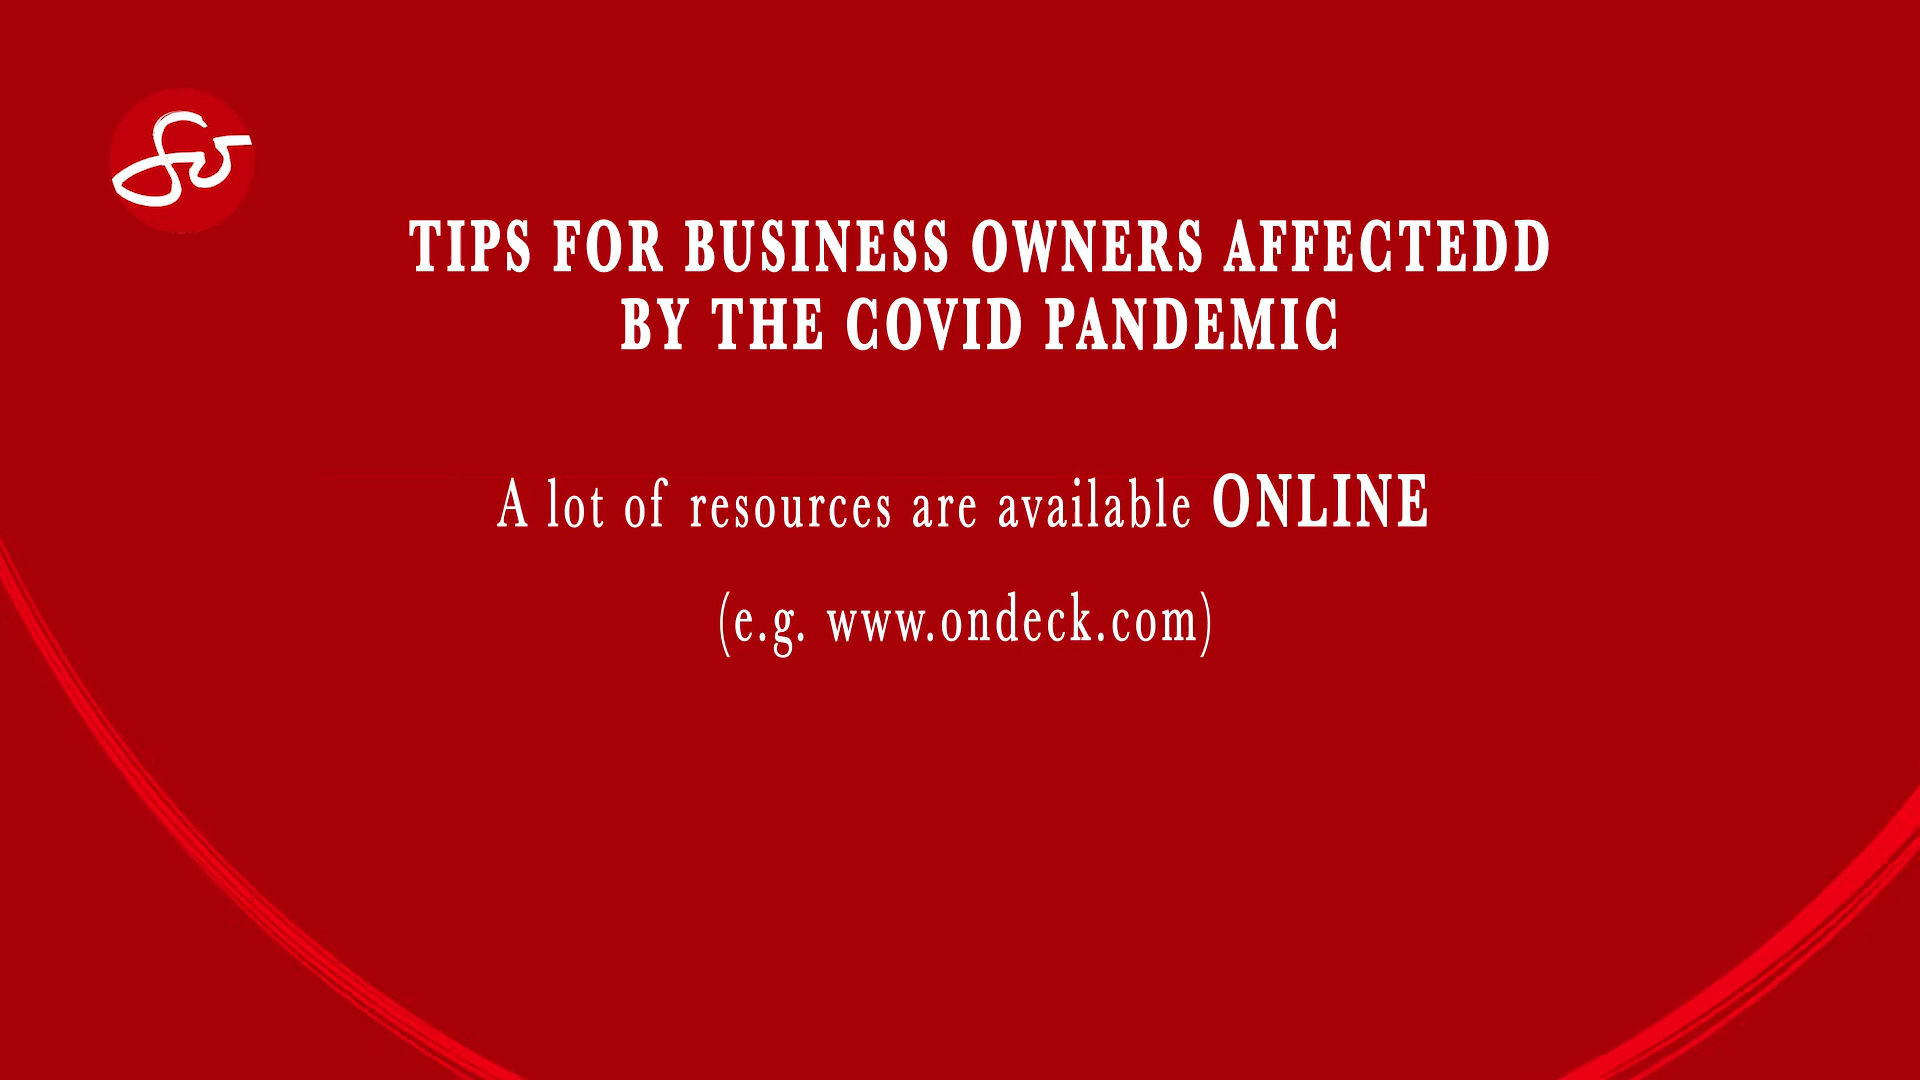 TIPS FOR BUSINESS OWNERS AFFECTEDD
BY THE COVID PANDEMIC
A lot of resources are available ONLINE
(e.g. www.ondeck.com)